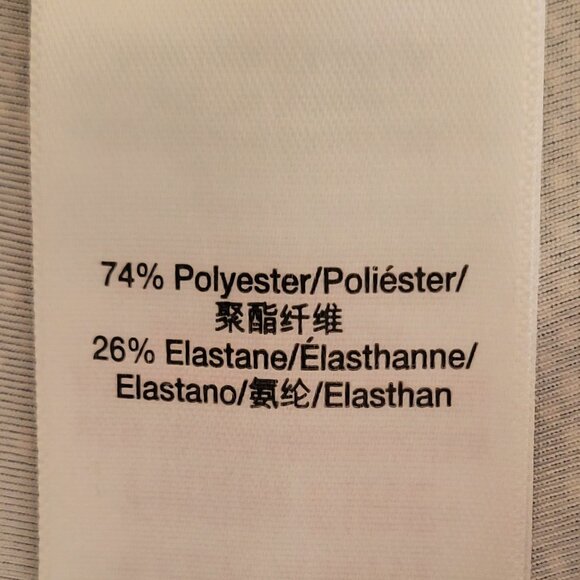 74% Polyester/Poliéster/
聚酯纤维
26% Elastane/Élasthanne/
Elastano/氨纶/Elasthan